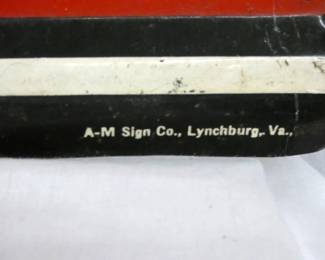 A-M Sign Co., Lynchburg, Va.,